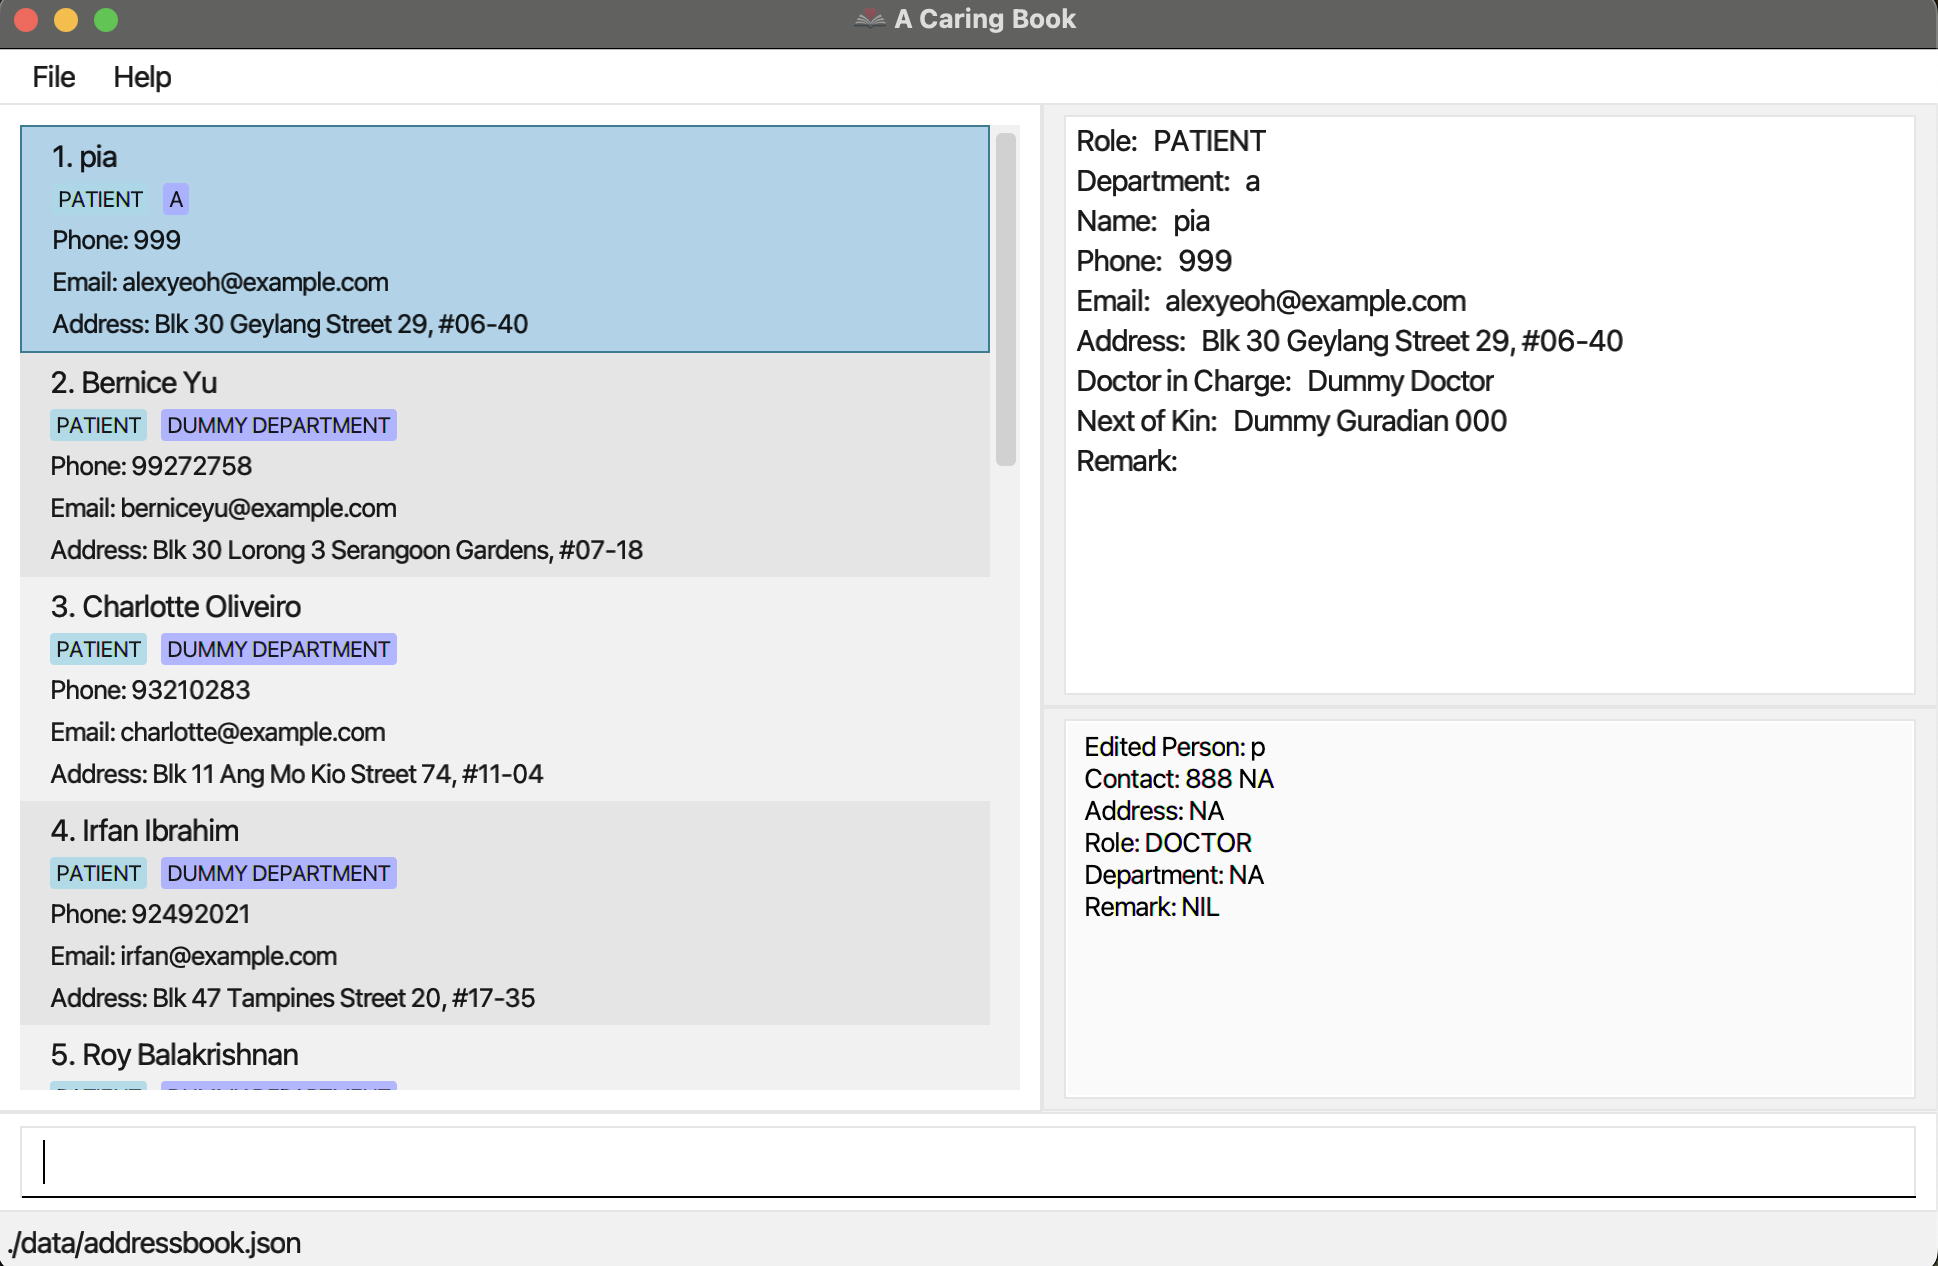 A Caring Book
File Help
1. pia
PATIENT A
Phone: 999
Email: alexyeoh@example.com
Address: Blk 30 Geylang Street 29, #06-40
2. Bernice Yu
PATIENT DUMMY DEPARTMENT
Phone: 99272758
Email: berniceyu@example.com
Address: Blk 30 Lorong 3 Serangoon Gardens, #07-18
3. Charlotte Oliveiro
PATIENT DUMMY DEPARTMENT
Phone: 93210283
Email: charlotte@example.com
Address: Blk 11 Ang Mo Kio Street 74, #11-04
4. Irfan Ibrahim
PATIENT DUMMY DEPARTMENT
Phone: 92492021
Email: irfan@example.com
Address: Blk 47 Tampines Street 20, #17-35
5. Roy Balakrishnan
Role: PATIENT
Department: a
Name: pia
Phone: 999
Email: alexyeoh@example.com
Address: Blk 30 Geylang Street 29, #06-40
Doctor in Charge: Dummy Doctor
Next of Kin: Dummy Guradian 000
Remark:
Edited Person: p
Contact: 888 NA
Address: NA
Role: DOCTOR
Department: NA
Remark: NIL
./data/addressbook.json